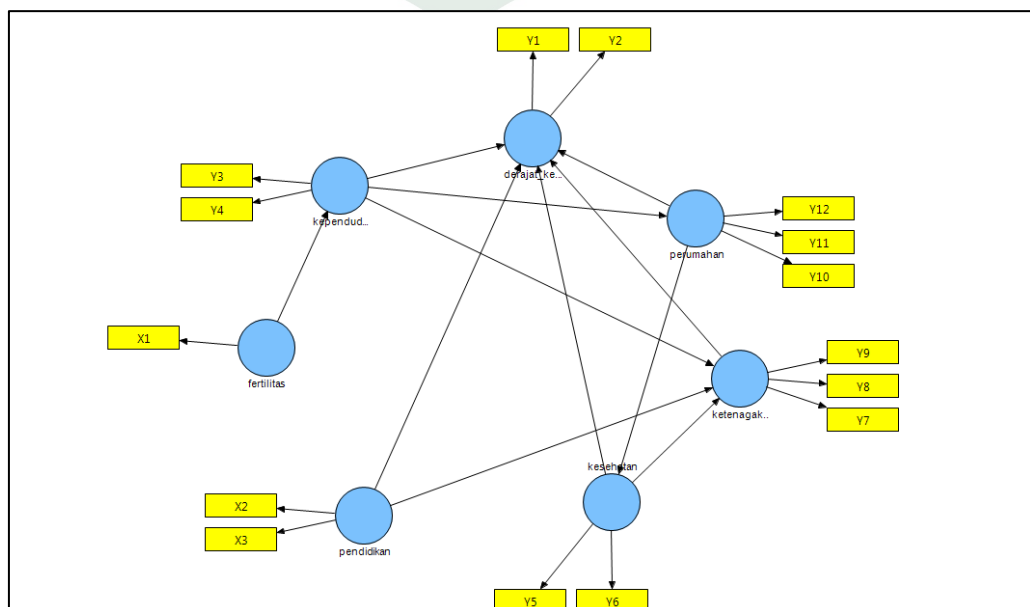 Y1
Y2
derajat_ke...
Y3
Y4
kependud...
Y12
Y11
Y10
perumahan
X1
fertilitas
Y9
Y8
Y7
ketenagak..
kesehatan
X2
X3
pendidikan
Y5
Y6